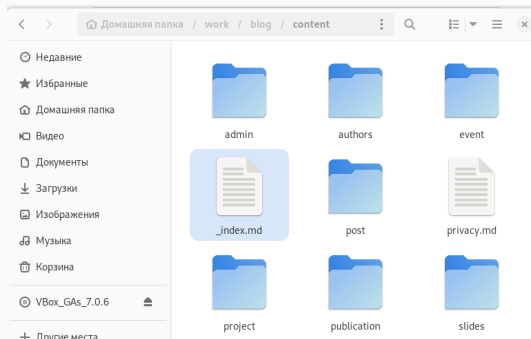 Домашняя папка / work / blog / content
Недавние
Избранные
Домашняя папка
Видео
Документы
Загрузки
Изображения
Музыка
Корзина
VBox_GAs_7.0.6
Другие места
admin authors event
_index.md post privacy.md
project publication slides